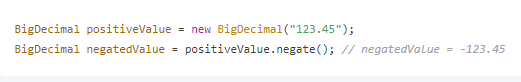 BigDecimal positiveValue = new BigDecimal("123.45");
BigDecimal negatedValue = positiveValue.negate(); // negatedValue = -123.45